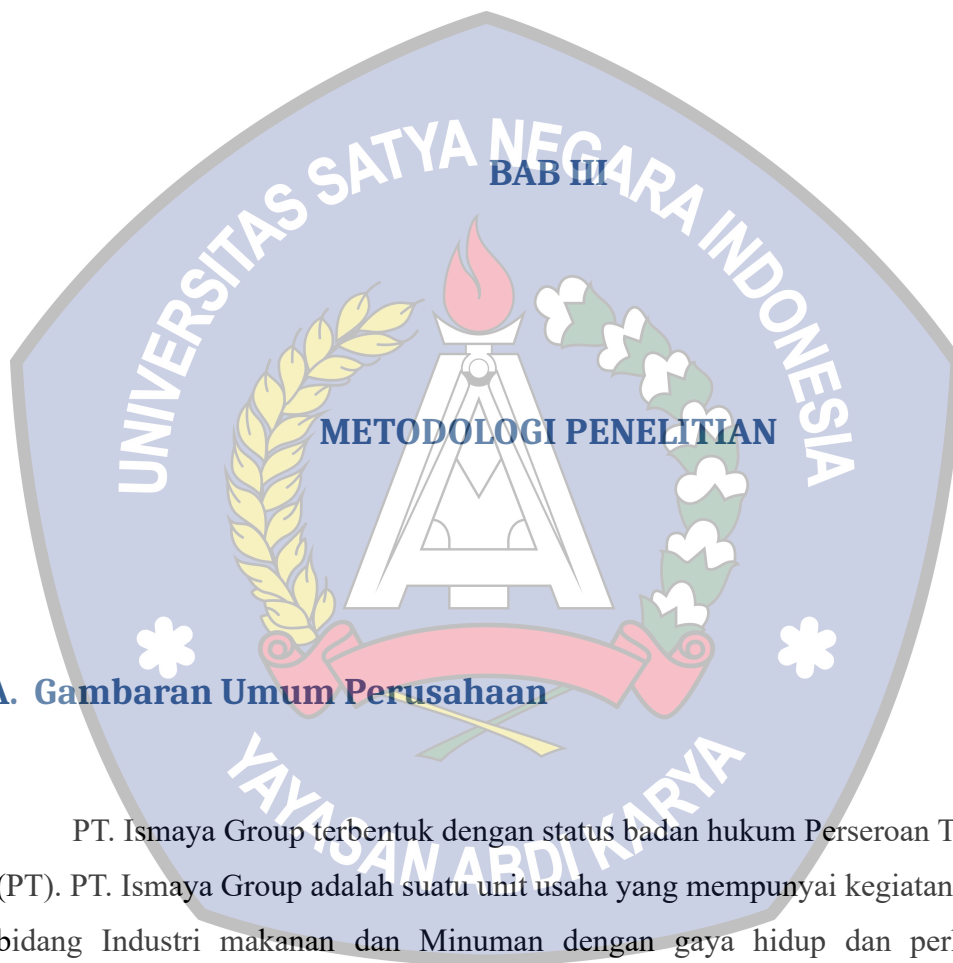 UNIVERSITAS SATYA NEGARA INDONESIA
BAB III
METODOLOGI PENELITIAN
A. Gambaran Umum Perusahaan
YAYASAN ABDI KARYA
PT. Ismaya Group terbentuk dengan status badan hukum Perseroan T
(PT). PT. Ismaya Group adalah suatu unit usaha yang mempunyai kegiatan
bidang Industri makanan dan Minuman dengan gaya hidup dan